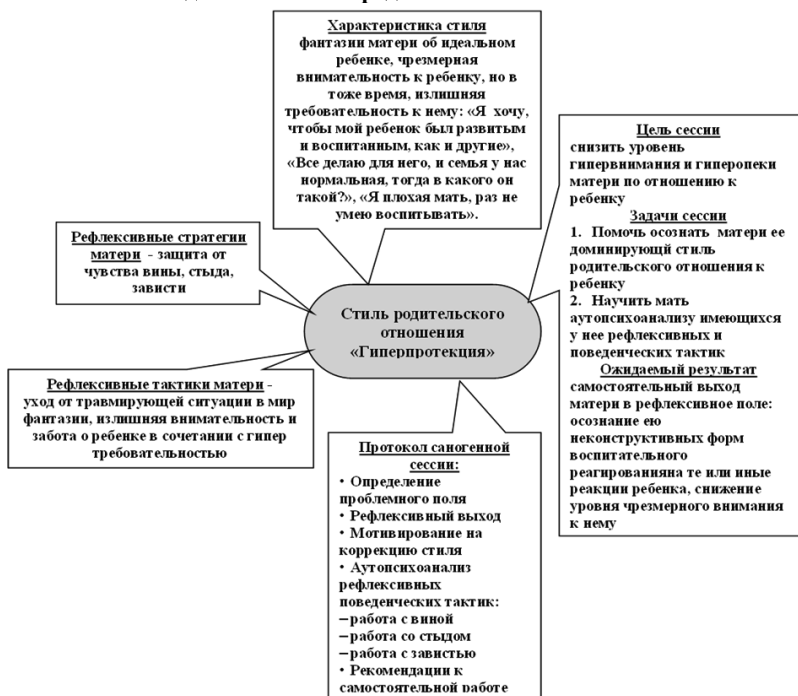 Характеристика стиля
фантазии матери об идеальном
ребенке, чрезмерная
внимательность к ребенку, но в
тоже время, излишняя
требовательность к нему: «Я хочу,
чтобы мой ребенок был развитым
и воспитанным, как и другие»,
«Все делаю для него, и семья у нас
нормальная, тогда в какого он
такой?», «Я плохая мать, раз не
умею воспитывать».
Рефлексивные стратегии
матери - защита от
чувства вины, стыда,
зависти
Стиль родительского
отношения
«Гиперпротекция»
Рефлексивные тактики матери -
уход от травмирующей ситуации в мир
фантазии, излишняя внимательность и
забота о ребенке в сочетании с гипер
требовательностью
Цель сессии
снизить уровень
гипервнимания и гиперопеки
матери по отношению к
ребенку
Задачи сессии
1. Помочь осознать матери ее
доминирующй стиль
родительского отношения к
ребенку
2. Научить мать
аутопсихоанализу имеющихся
у нее рефлексивных и
поведенческих тактик
Ожидаемый результат
самостоятельный выход
матери в рефлексивное поле:
осознание ею
неконструктивных форм
воспитательного
реагированияна те или иные
реакции ребенка, снижение
уровня чрезмерного внимания
к нему
Протокол саногенной
сессии:
• Определение
проблемного поля
• Рефлексивный выход
• Мотивирование на
коррекцию стиля
• Аутопсихоанализ
рефлексивных
поведенческих тактик:
–работа с виной
–работа со стыдом
–работа с завистью
• Рекомендации к
самостоятельной работе